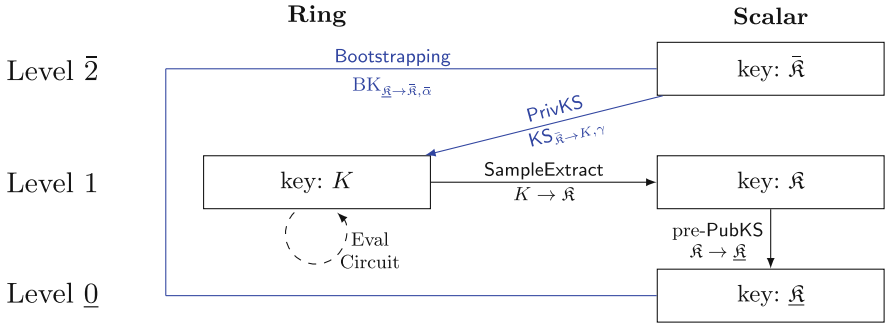 Ring Scalar
Level 2̄ Bootstrapping key: 𝔎̄
BK_{𝔎̲→𝔎̄,ᾱ}
PrivKS
KS_{𝔎̄→K,γ}
Level 1 key: K SampleExtract key: 𝔎
K → 𝔎
Eval
Circuit
pre-PubKS
𝔎 → 𝔎̲
Level 0̲ key: 𝔎̲